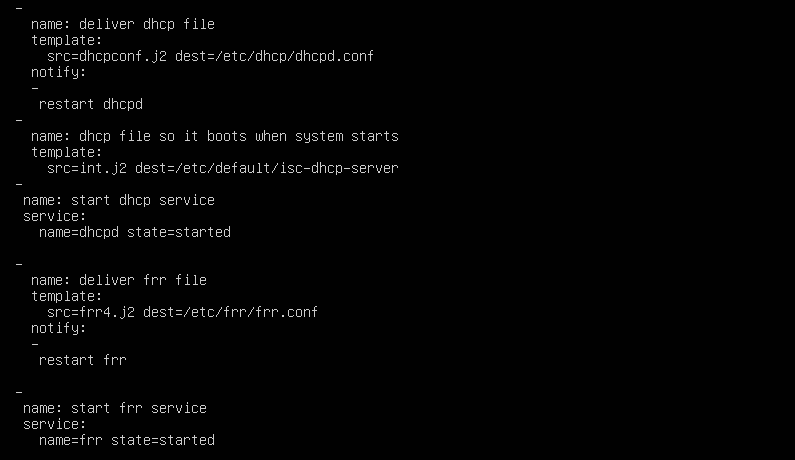 -
  name: deliver dhcp file
  template:
    src=dhcpconf.j2 dest=/etc/dhcp/dhcpd.conf
  notify:
  -
   restart dhcpd
-
  name: dhcp file so it boots when system starts
  template:
    src=int.j2 dest=/etc/default/isc-dhcp-server
-
 name: start dhcp service
 service:
   name=dhcpd state=started

-
  name: deliver frr file
  template:
    src=frr4.j2 dest=/etc/frr/frr.conf
  notify:
  -
   restart frr

-
 name: start frr service
 service:
   name=frr state=started